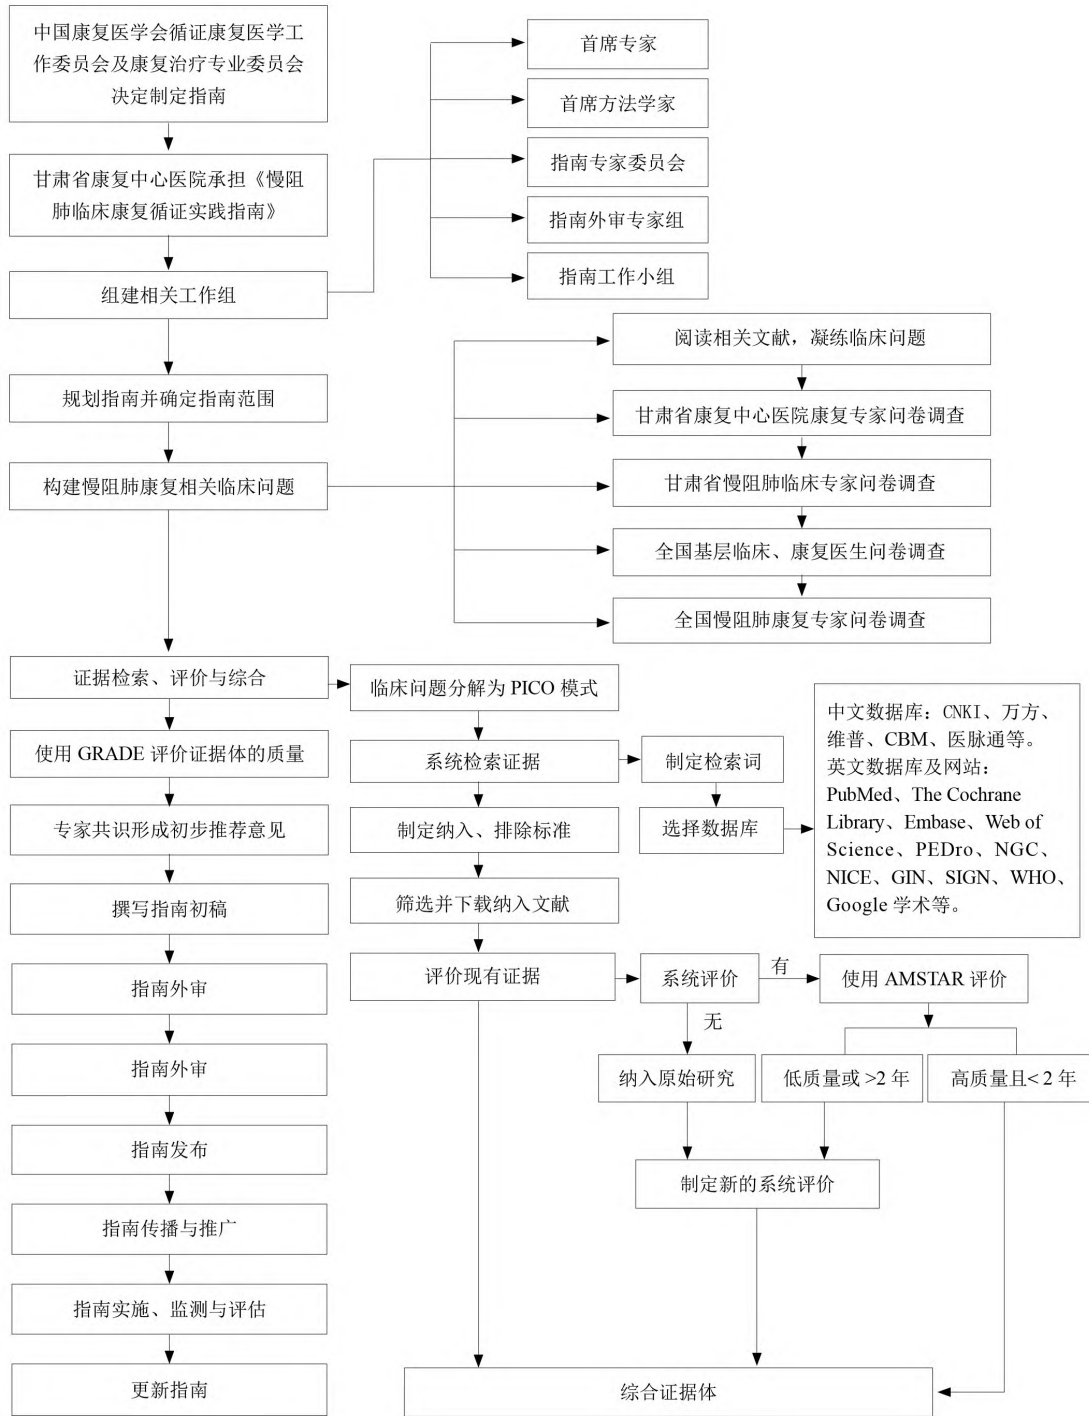 中国康复医学会循证康复医学工
作委员会及康复治疗专业委员会
决定制定指南
甘肃省康复中心医院承担《慢阻
肺临床康复循证实践指南》
组建相关工作组
首席专家
首席方法学家
指南专家委员会
指南外审专家组
指南工作小组
规划指南并确定指南范围
构建慢阻肺康复相关临床问题
阅读相关文献，凝练临床问题
甘肃省康复中心医院康复专家问卷调查
甘肃省慢阻肺临床专家问卷调查
全国基层临床、康复医生问卷调查
全国慢阻肺康复专家问卷调查
证据检索、评价与综合
使用 GRADE 评价证据体的质量
专家共识形成初步推荐意见
撰写指南初稿
指南外审
指南外审
指南发布
指南传播与推广
指南实施、监测与评估
更新指南
临床问题分解为 PICO 模式
系统检索证据
制定检索词
选择数据库
中文数据库：CNKI、万方、
维普、CBM、医脉通等。
英文数据库及网站：
PubMed、The Cochrane
Library、Embase、Web of
Science、PEDro、NGC、
NICE、GIN、SIGN、WHO、
Google 学术等。
制定纳入、排除标准
筛选并下载纳入文献
评价现有证据
系统评价
有
使用 AMSTAR 评价
无
纳入原始研究
低质量或 >2 年
高质量且< 2 年
制定新的系统评价
综合证据体